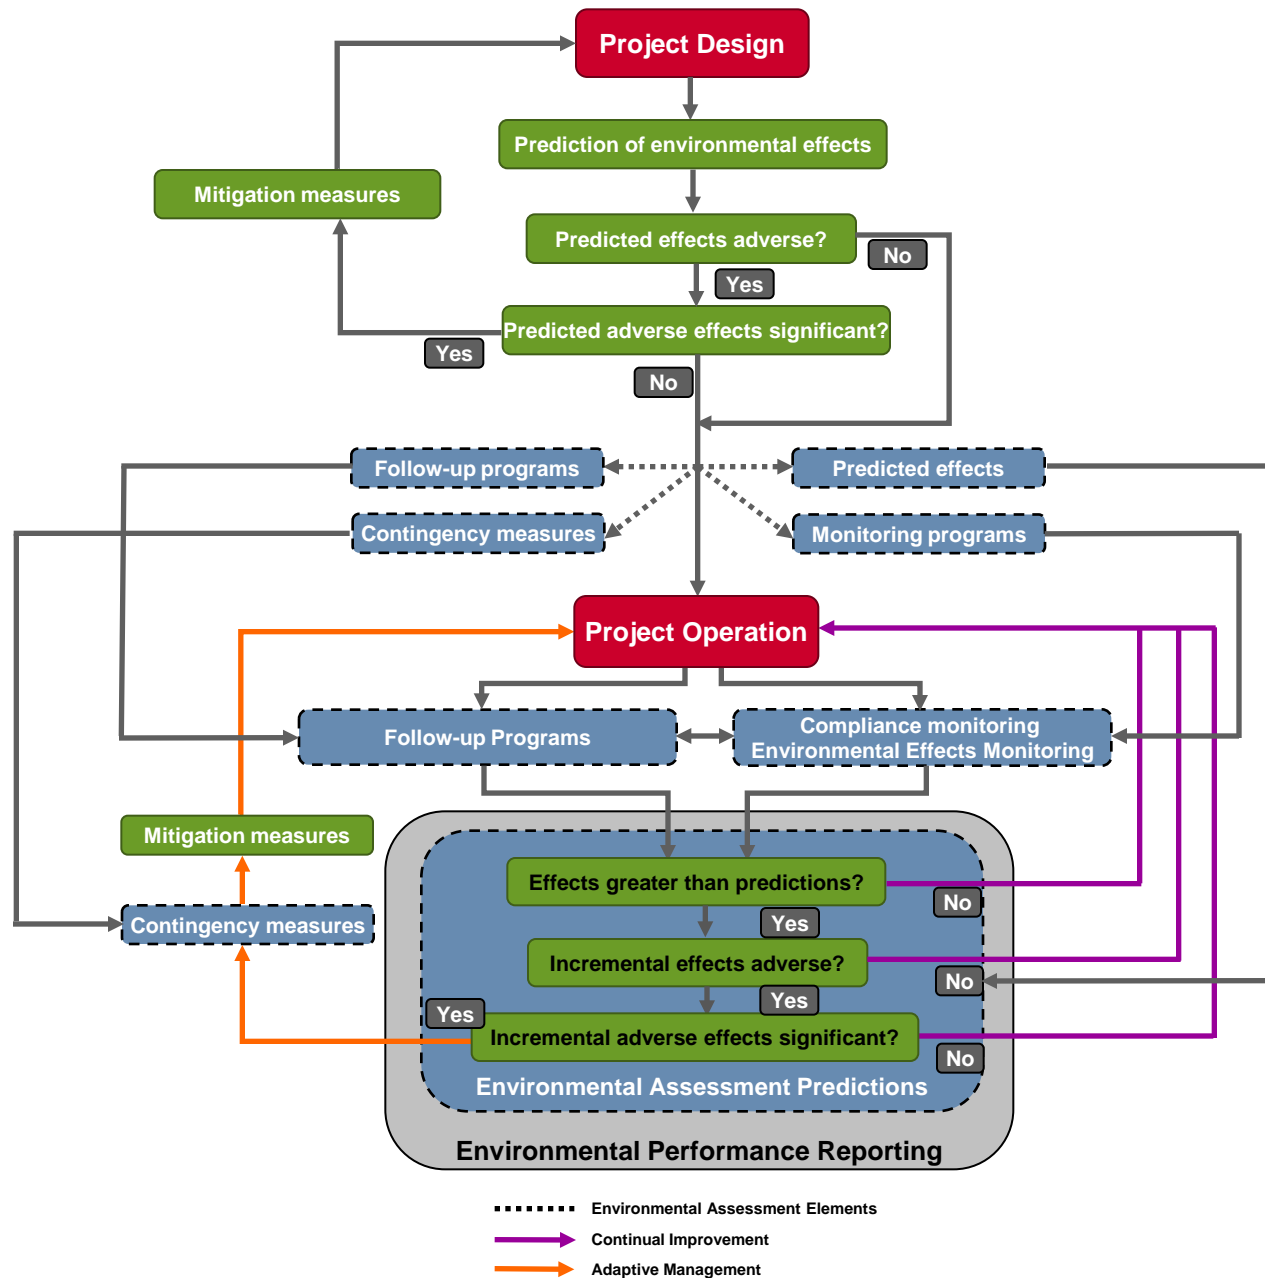 Project Design
Prediction of environmental effects
Mitigation measures
Predicted effects adverse?
No
Yes
Predicted adverse effects significant?
Yes
No
Follow-up programs
Predicted effects
Contingency measures
Monitoring programs
Project Operation
Follow-up Programs
Compliance monitoring
Environmental Effects Monitoring
Mitigation measures
Effects greater than predictions?
No
Yes
Contingency measures
Incremental effects adverse?
No
Yes
Yes
Incremental adverse effects significant?
No
Environmental Assessment Predictions
Environmental Performance Reporting
Environmental Assessment Elements
Continual Improvement
Adaptive Management